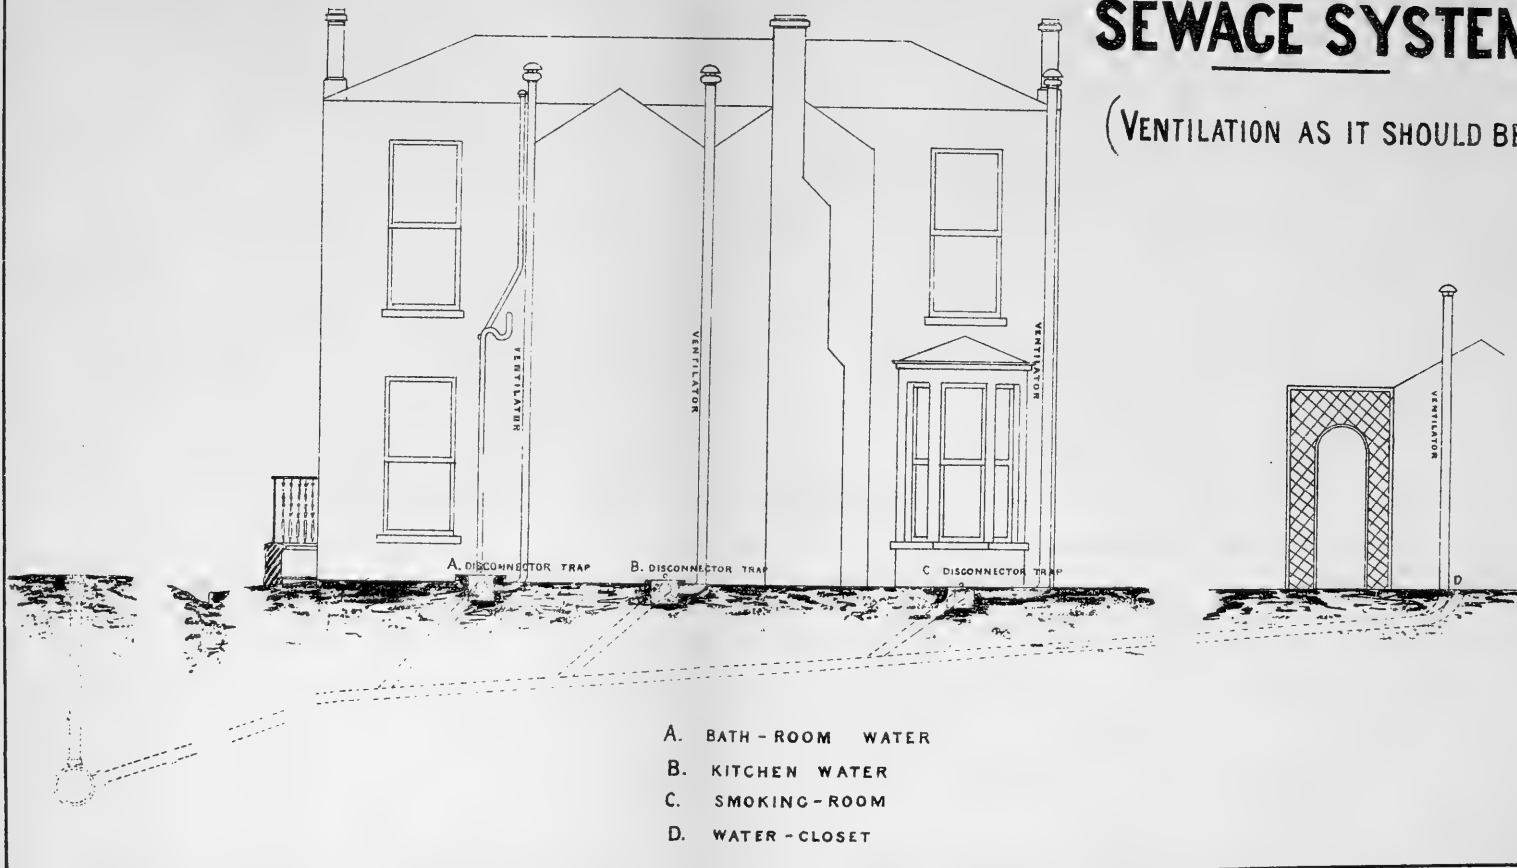 SEWAGE SYSTEM
(VENTILATION AS IT SHOULD BE
VENTILATOR
VENTILATOR
VENTILATOR
VENTILATOR
A. DISCONNECTOR TRAP
B. DISCONNECTOR TRAP
C DISCONNECTOR TRAP
D
A. BATH-ROOM WATER
B. KITCHEN WATER
C. SMOKING-ROOM
D. WATER-CLOSET